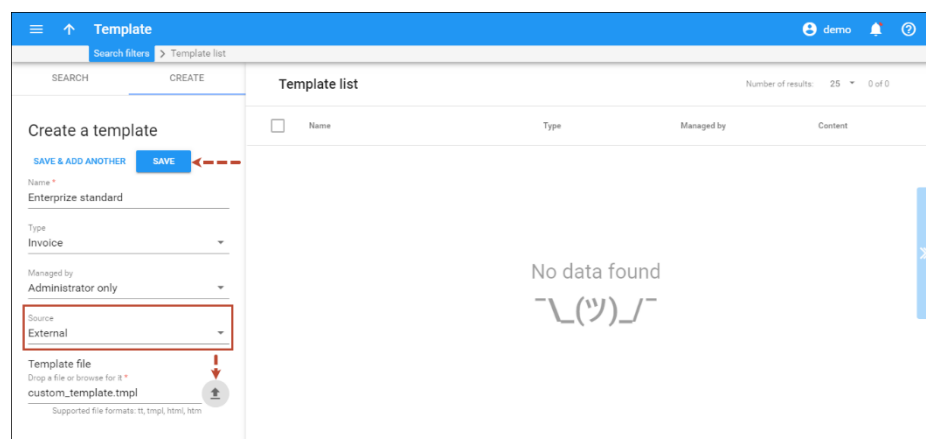 Template
demo
Search filters > Template list
SEARCH CREATE
Template list
Number of results: 25 0 of 0
Name Type Managed by Content
Create a template
SAVE & ADD ANOTHER SAVE
Name *
Enterprize standard
Type
Invoice
Managed by
Administrator only
Source
External
Template file
Drop a file or browse for it *
custom_template.tmpl
Supported file formats: tt, tmpl, html, htm
No data found
¯\_(ツ)_/¯